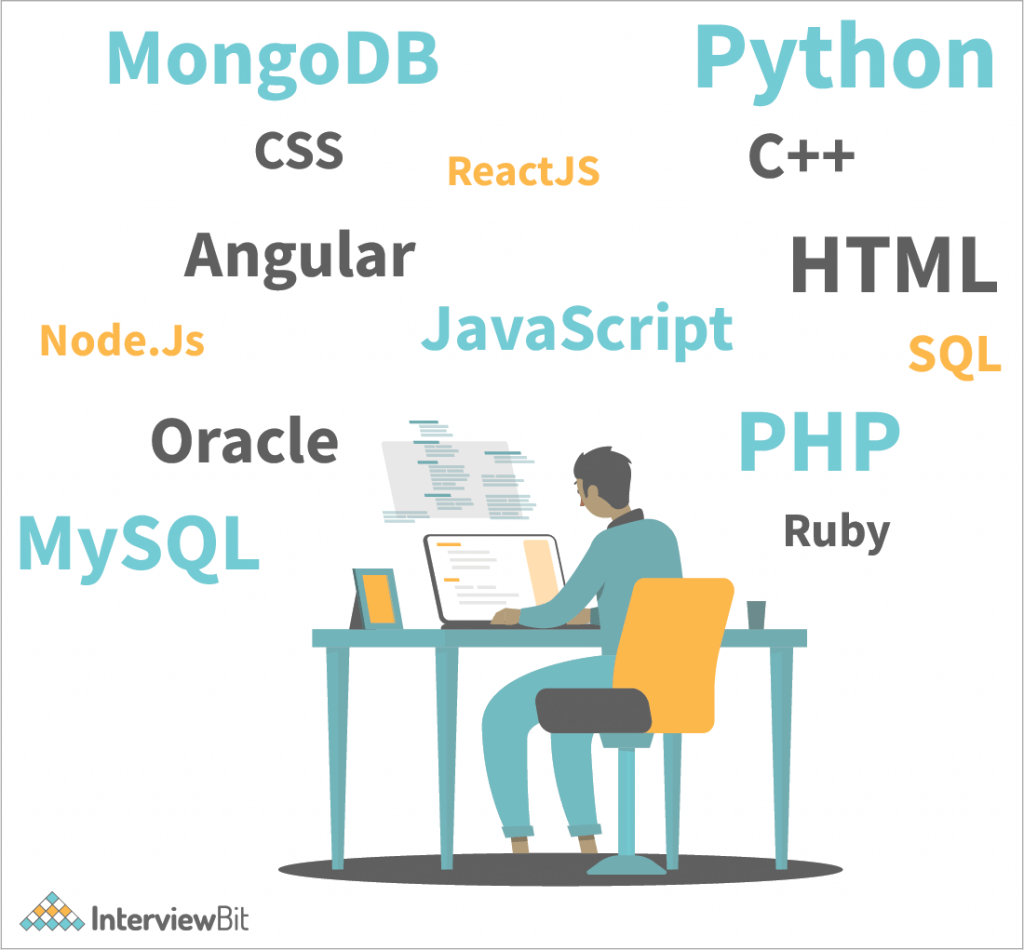 MongoDB
Python
CSS
ReactJS
C++
Angular
HTML
JavaScript
Node.Js
SQL
Oracle
PHP
MySQL
Ruby
InterviewBit